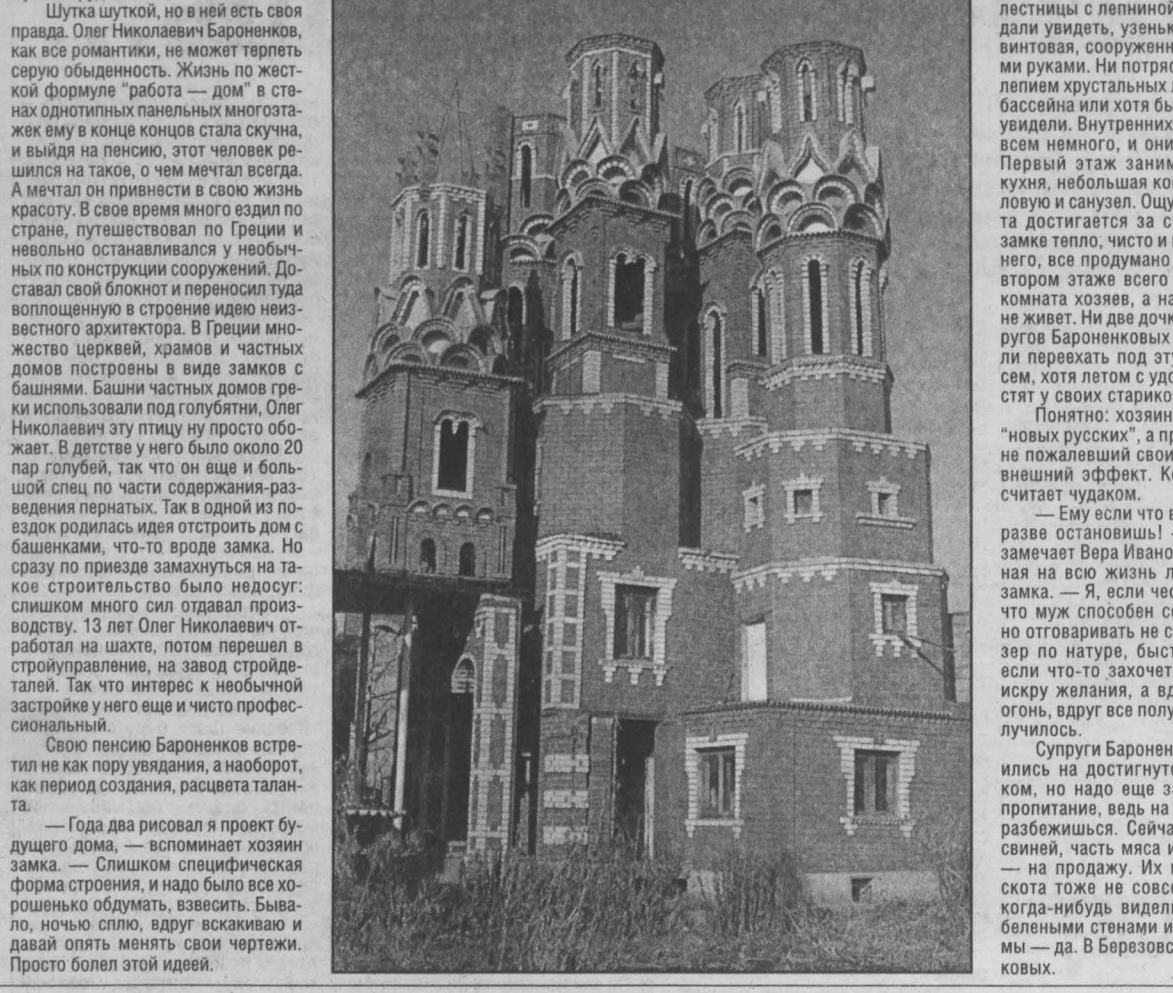 Шутка шуткой, но в ней есть своя
правда. Олег Николаевич Бароненков,
как все романтики, не может терпеть
серую обыденность. Жизнь по жест-
кой формуле "работа — дом" в сте-
нах однотипных панельных многоэта-
жек ему в конце концов стала скучна,
и выйдя на пенсию, этот человек ре-
шился на такое, о чем мечтал всегда.
А мечтал он привнести в свою жизнь
красоту. В свое время много ездил по
стране, путешествовал по Греции и
невольно останавливался у необыч-
ных по конструкции сооружений. До-
ставал свой блокнот и переносил туда
воплощенную в строение идею неиз-
вестного архитектора. В Греции мно-
жество церквей, храмов и частных
домов построены в виде замков с
башнями. Башни частных домов гре-
ки использовали под голубятни, Олег
Николаевич эту птицу ну просто обо-
жает. В детстве у него было около 20
пар голубей, так что он еще и боль-
шой спец по части содержания-раз-
ведения пернатых. Так в одной из по-
ездок родилась идея отстроить дом с
башенками, что-то вроде замка. Но
сразу по приезде замахнуться на та-
кое строительство было недосуг:
слишком много сил отдавал произ-
водству. 13 лет Олег Николаевич от-
работал на шахте, потом перешел в
стройуправление, на завод стройде-
талей. Так что интерес к необычной
застройке у него еще и чисто профес-
сиональный.
Свою пенсию Бароненков встре-
тил не как пору увядания, а наоборот,
как период создания, расцвета талан-
та.
— Года два рисовал я проект бу-
дущего дома, — вспоминает хозяин
замка. — Слишком специфическая
форма строения, и надо было все хо-
рошенько обдумать, взвесить. Быва-
ло, ночью сплю, вдруг вскакиваю и
давай опять менять свои чертежи.
Просто болел этой идеей.
лестницы с лепниной
дали увидеть, узеньк
винтовая, сооруженн
ми руками. Ни потряс
лепием хрустальных
бассейна или хотя бы
увидели. Внутренних
всем немного, и они
Первый этаж заним
кухня, небольшая ко
ловую и санузел. Ощу
та достигается за с
замке тепло, чисто и
него, все продумано
втором этаже всего
комната хозяев, а на
не живет. Ни две дочк
ругов Бароненковых
ли переехать под эту
сем, хотя летом с удо
стят у своих старико
Понятно: хозяин
"новых русских", а пр
не пожалевший свои
внешний эффект. Ко
считает чудаком.
— Ему если что в
разве остановишь!
замечает Вера Ивано
ная на всю жизнь л
замка. — Я, если чес
что муж способен со
но отговаривать не с
зер по натуре, быст
если что-то захочет
искру желания, а вд
огонь, вдруг все полу
лучилось.
Супруги Баронен
ились на достигнуто
ком, но надо еще за
пропитание, ведь на
разбежишься. Сейча
свиней, часть мяса и
— на продажу. Их
скота тоже не совсе
когда-нибудь видели
белеными стенами и
мы — да. В Березовс
ковых.